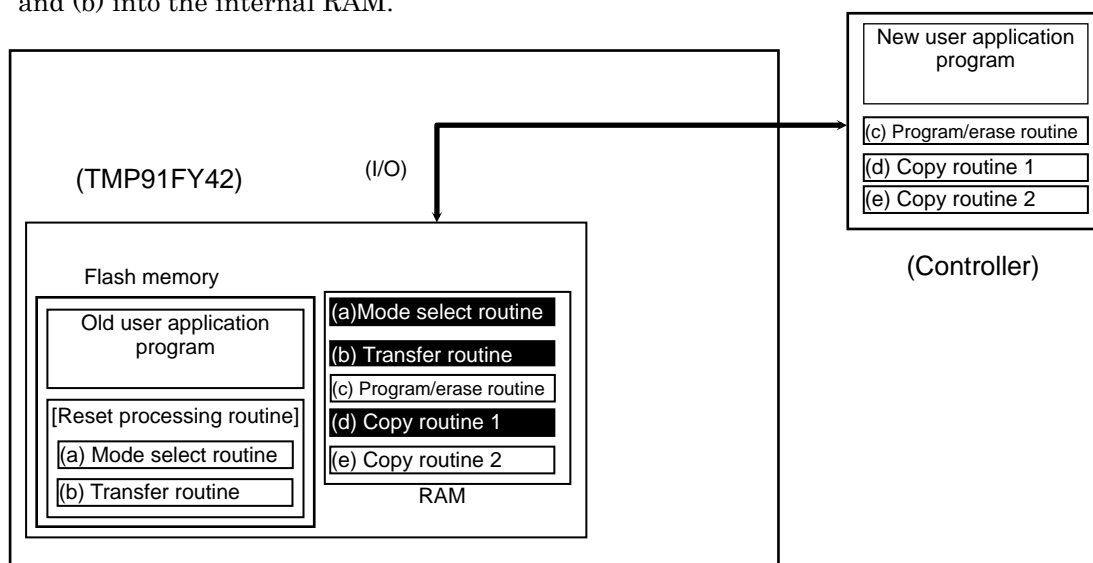 and (b) into the internal RAM.
New user application
program
(c) Program/erase routine
(d) Copy routine 1
(e) Copy routine 2
(Controller)
(I/O)
(TMP91FY42)
Flash memory
Old user application
program
[Reset processing routine]
(a) Mode select routine
(b) Transfer routine
(a)Mode select routine
(b) Transfer routine
(c) Program/erase routine
(d) Copy routine 1
(e) Copy routine 2
RAM